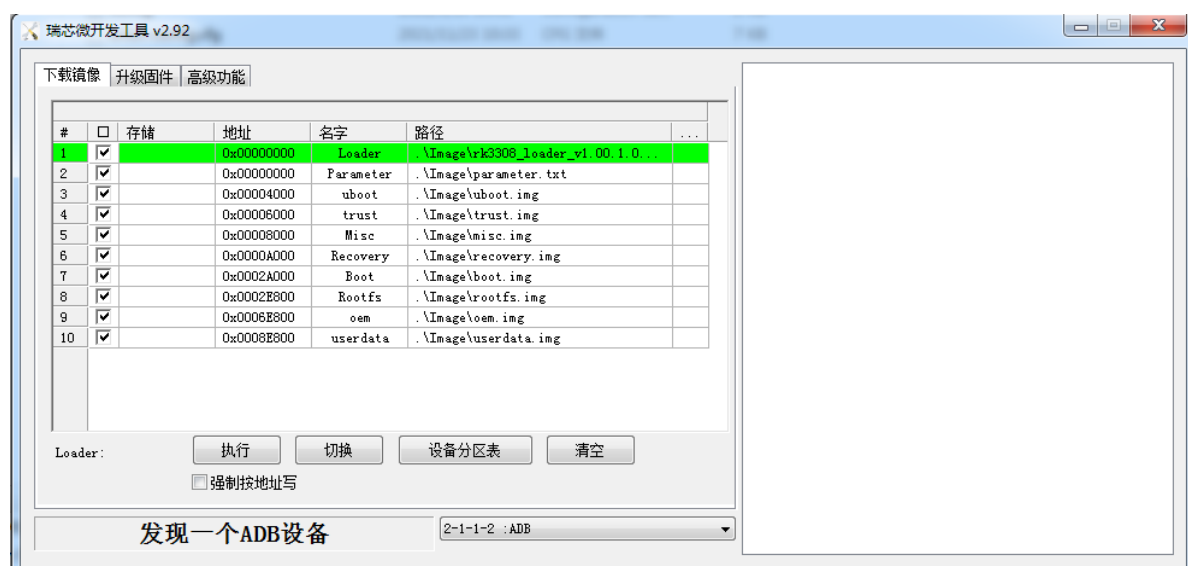 瑞芯微开发工具 v2.92
下载镜像 升级固件 高级功能
# 存储 地址 名字 路径 ...
1 0x00000000 Loader .\Image\rk3308_loader_v1.00.1.0...
2 0x00000000 Parameter .\Image\parameter.txt
3 0x00004000 uboot .\Image\uboot.img
4 0x00006000 trust .\Image\trust.img
5 0x00008000 Misc .\Image\misc.img
6 0x0000A000 Recovery .\Image\recovery.img
7 0x0002A000 Boot .\Image\boot.img
8 0x0002E800 Rootfs .\Image\rootfs.img
9 0x0006E800 oem .\Image\oem.img
10 0x0008E800 userdata .\Image\userdata.img
Loader: 执行 切换 设备分区表 清空
强制按地址写
发现一个ADB设备 2-1-1-2 :ADB